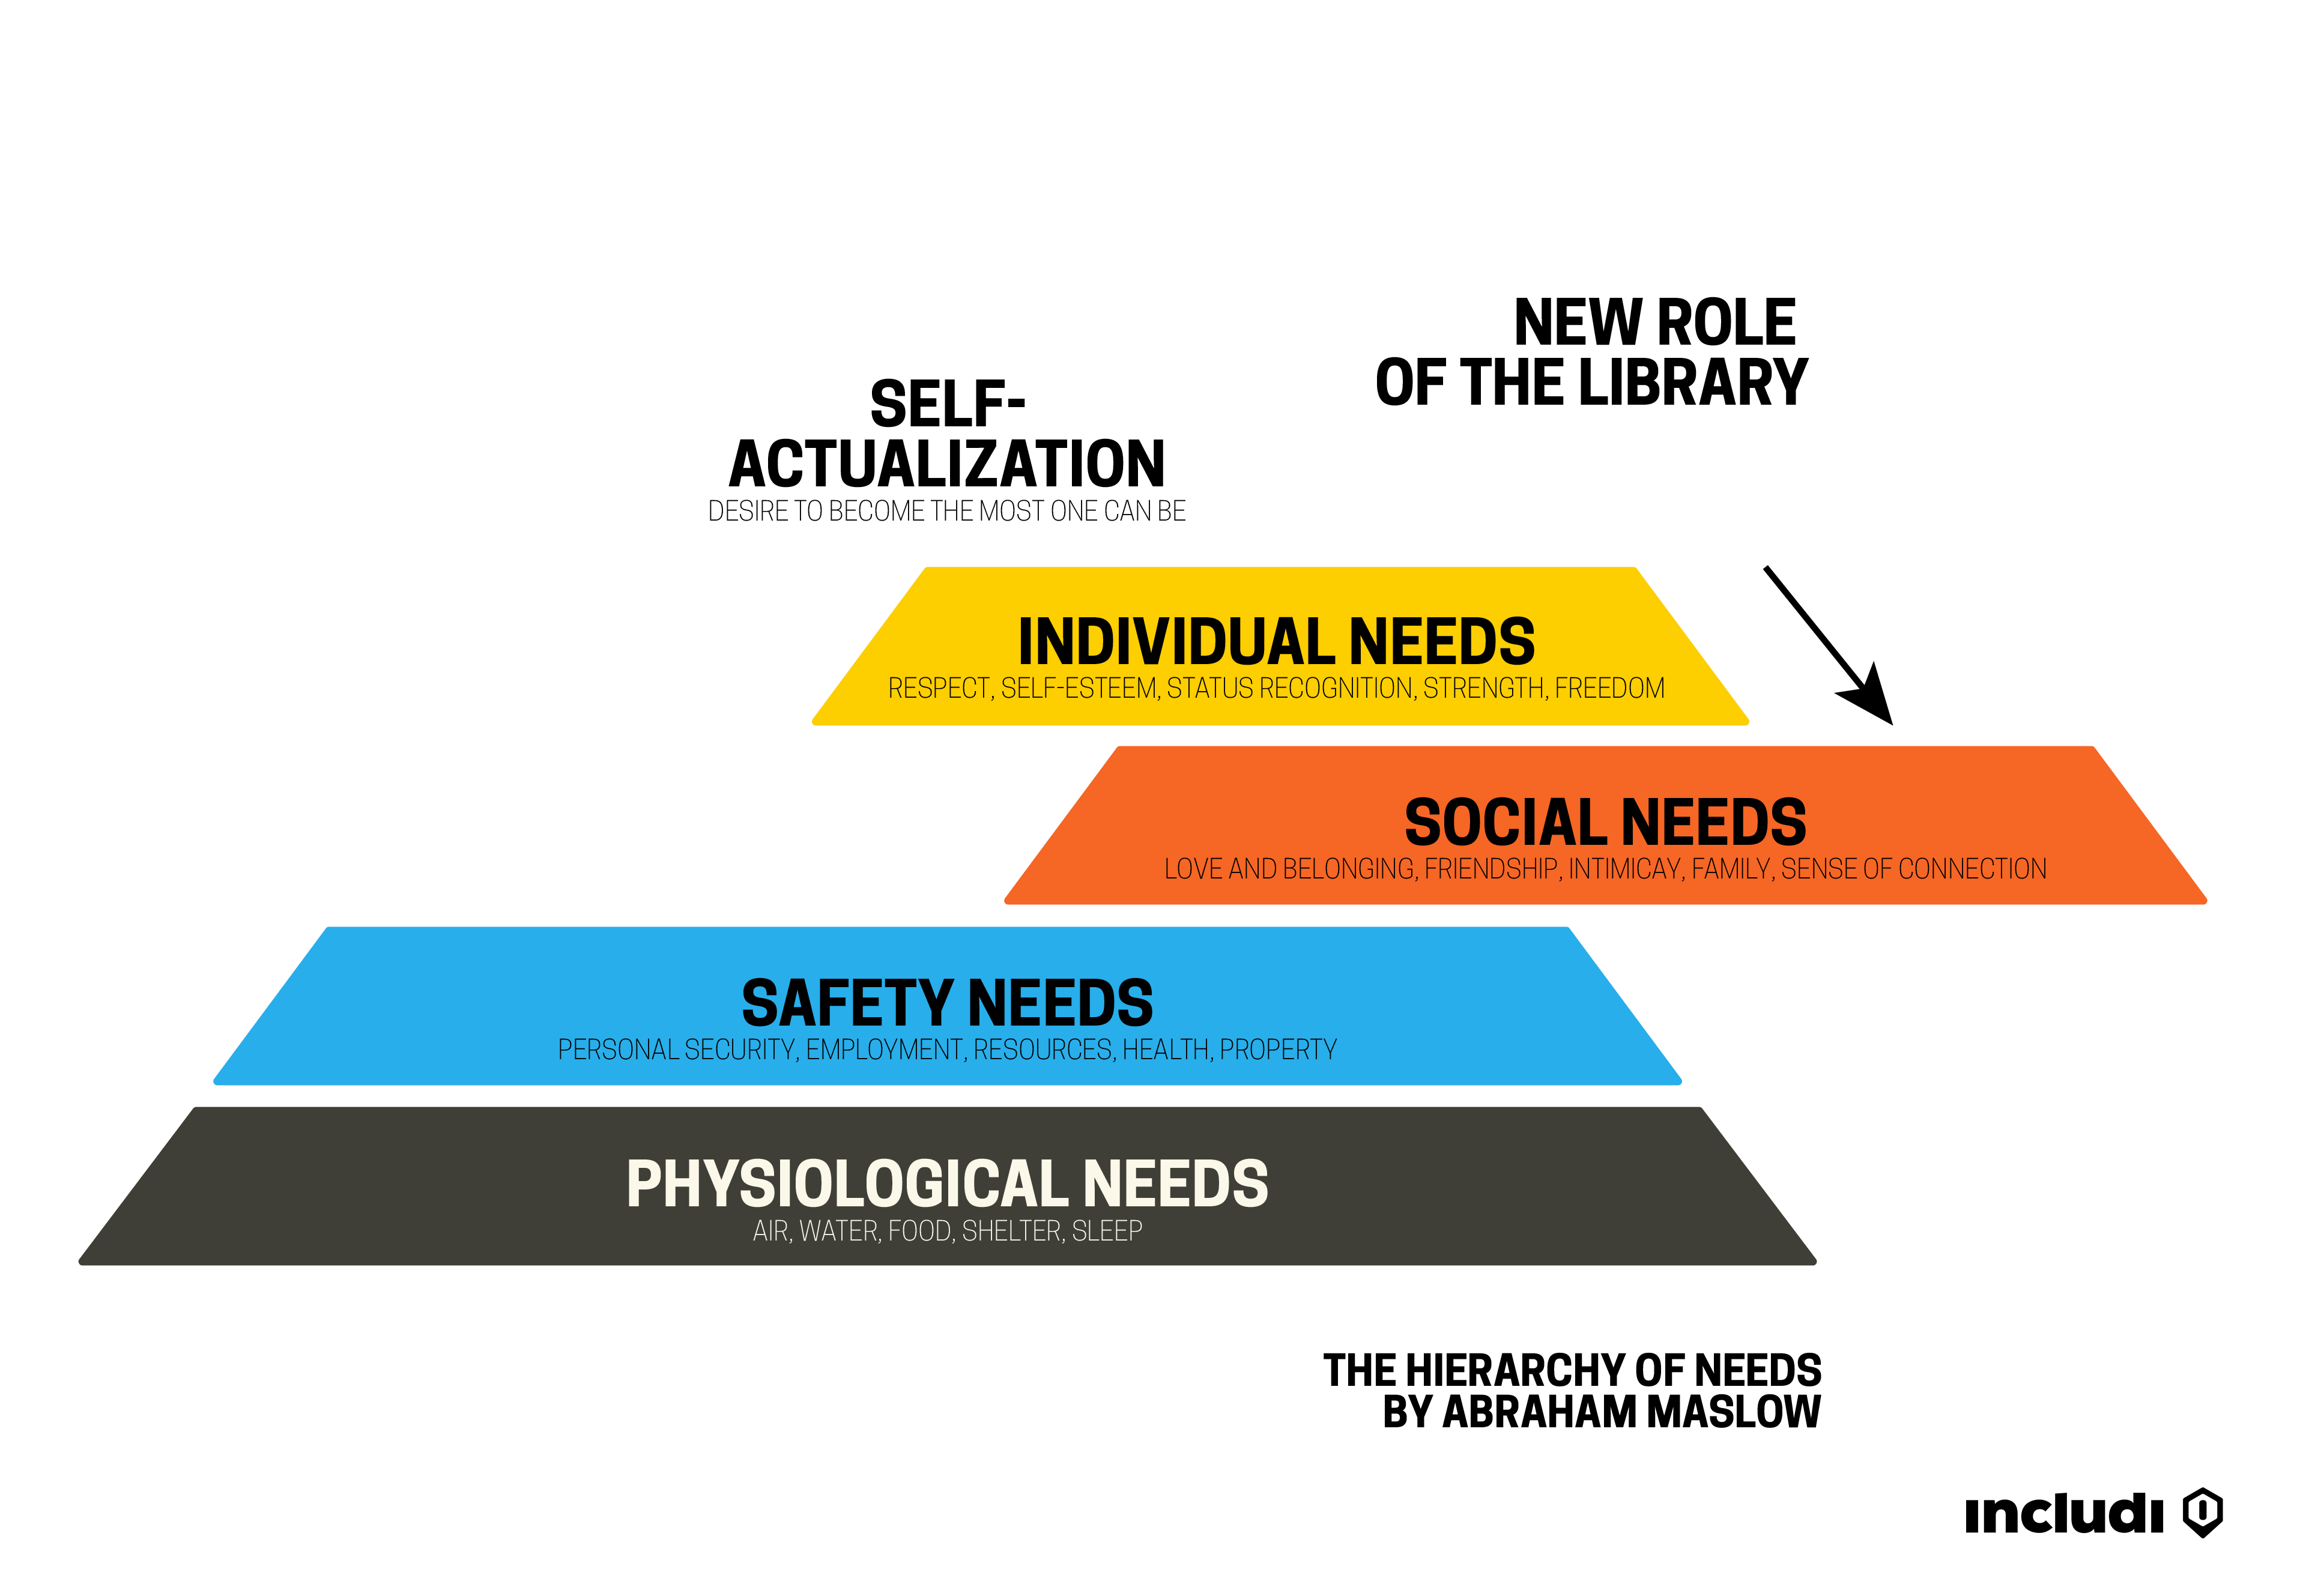 NEW ROLE
OF THE LIBRARY
SELF-
ACTUALIZATION
DESIRE TO BECOME THE MOST ONE CAN BE
INDIVIDUAL NEEDS
RESPECT, SELF-ESTEEM, STATUS RECOGNITION, STRENGTH, FREEDOM
SOCIAL NEEDS
LOVE AND BELONGING, FRIENDSHIP, INTIMICAY, FAMILY, SENSE OF CONNECTION
SAFETY NEEDS
PERSONAL SECURITY, EMPLOYMENT, RESOURCES, HEALTH, PROPERTY
PHYSIOLOGICAL NEEDS
AIR, WATER, FOOD, SHELTER, SLEEP
THE HIERARCHY OF NEEDS
BY ABRAHAM MASLOW
includi